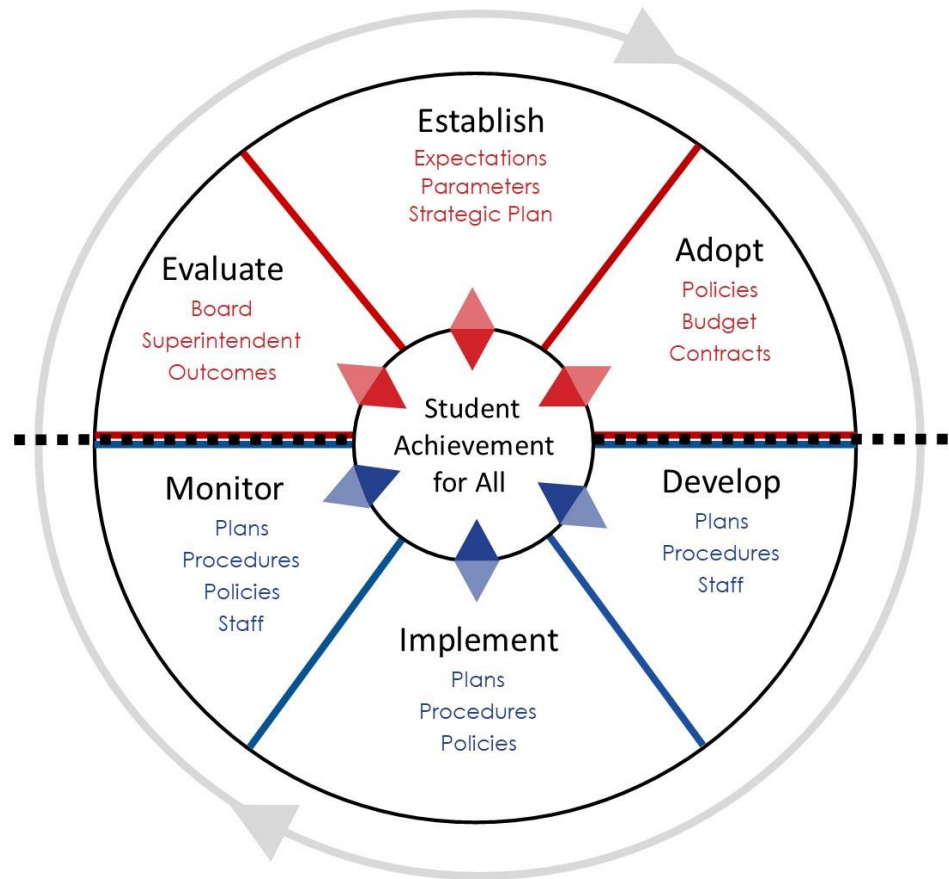 Establish
Expectations
Parameters
Strategic Plan
Adopt
Policies
Budget
Contracts
Develop
Plans
Procedures
Staff
Implement
Plans
Procedures
Policies
Monitor
Plans
Procedures
Policies
Staff
Evaluate
Board
Superintendent
Outcomes
Student
Achievement
for All